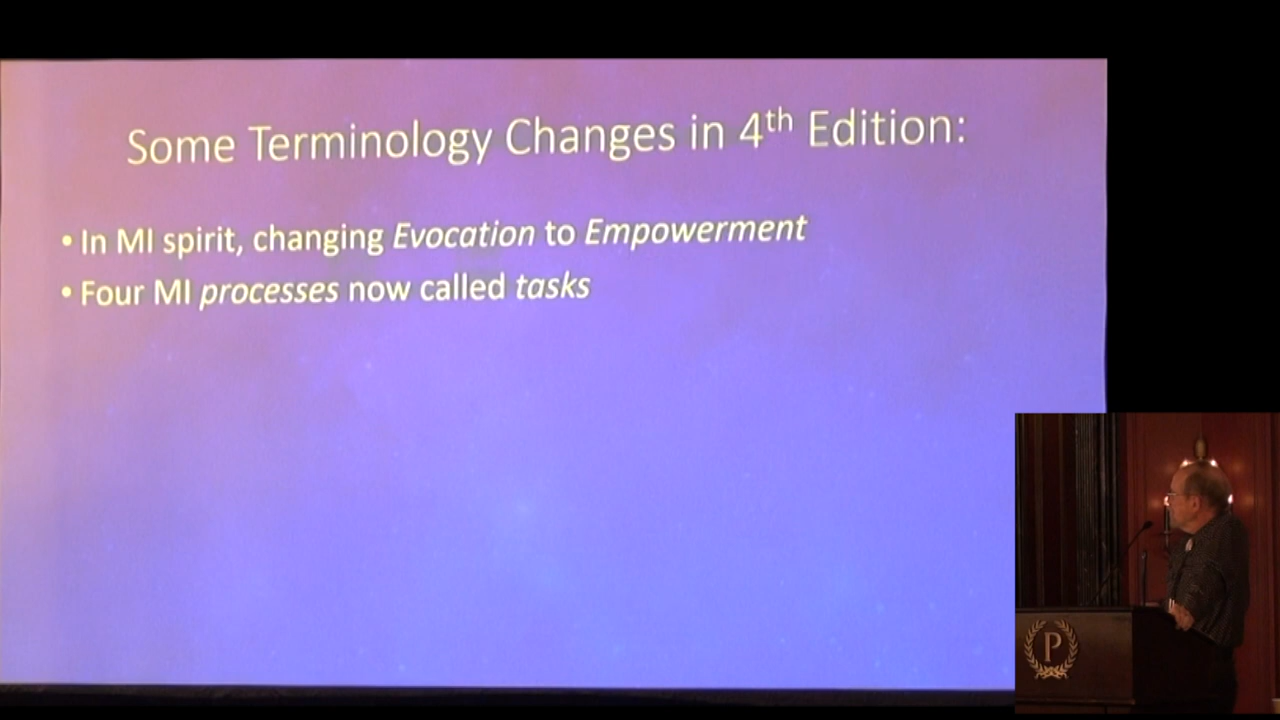 Some Terminology Changes in 4th Edition:
• In MI spirit, changing Evocation to Empowerment
• Four MI processes now called tasks
P